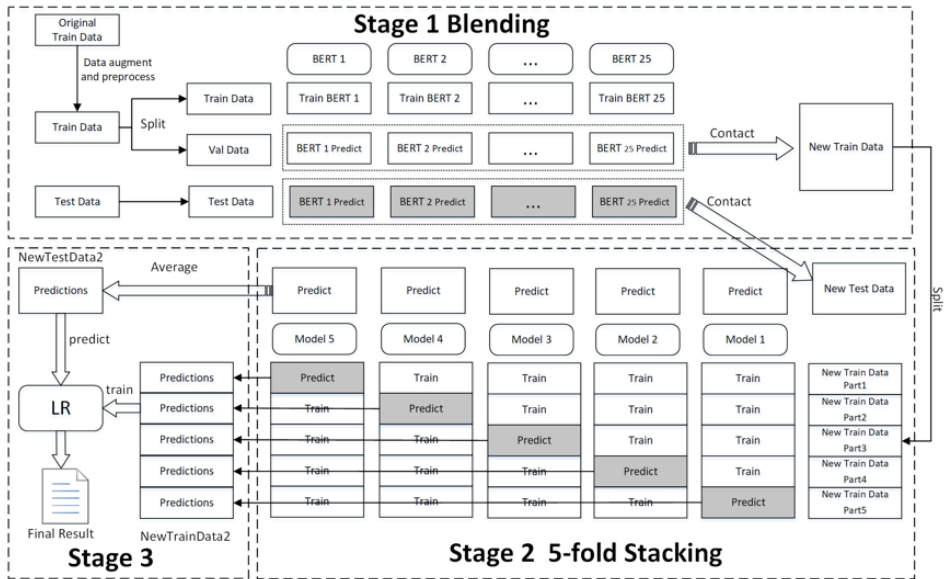 Stage 1 Blending
Original
Train Data
Data augment
and preprocess
BERT 1
BERT 2
...
BERT 25
Train Data
Split
Train Data
Train BERT 1
Train BERT 2
...
Train BERT 25
Val Data
BERT 1 Predict
BERT 2 Predict
...
BERT 25 Predict
Contact
New Train Data
Test Data
Test Data
BERT 1 Predict
BERT 2 Predict
...
BERT 25 Predict
Contact
Split
NewTestData2
Predictions
Average
Predict
Predict
Predict
Predict
Predict
New Test Data
predict
Model 5
Model 4
Model 3
Model 2
Model 1
LR
train
Predictions
Predict
Train
Train
Train
Train
New Train Data
Part1
Predictions
Train
Predict
Train
Train
Train
New Train Data
Part2
Predictions
Train
Train
Predict
Train
Train
New Train Data
Part3
Predictions
Train
Train
Train
Predict
Train
New Train Data
Part4
Predictions
Train
Train
Train
Train
Predict
New Train Data
Part5
Final Result
NewTrainData2
Stage 3
Stage 2 5-fold Stacking